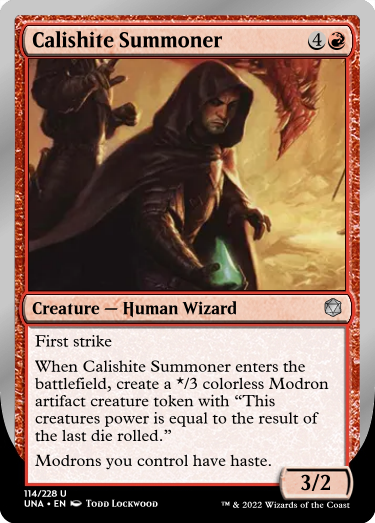 Calishite Summoner 4
Creature — Human Wizard
First strike
When Calishite Summoner enters the
battlefield, create a */3 colorless Modron
artifact creature token with “This
creatures power is equal to the result of
the last die rolled.”
Modrons you control have haste.
3/2
114/228 U
UNA • EN Todd Lockwood
™ & 2022 Wizards of the Coast